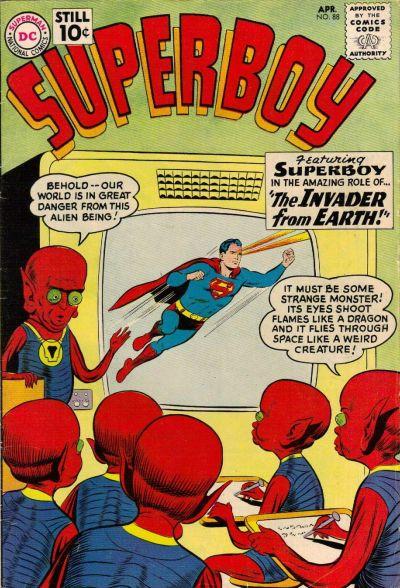 SUPERMAN
DC
NATIONAL COMICS
STILL
10¢
APR.
NO. 88
APPROVED
BY THE
COMICS
CODE
AUTHORITY
SUPERBOY
Featuring
SUPERBOY
IN THE AMAZING ROLE OF...
"The INVADER
from EARTH!"
BEHOLD--OUR
WORLD IS IN GREAT
DANGER FROM THIS
ALIEN BEING!
S
IT MUST BE SOME
STRANGE MONSTER!
ITS EYES SHOOT
FLAMES LIKE A DRAGON
AND IT FLIES THROUGH
SPACE LIKE A WEIRD
CREATURE!